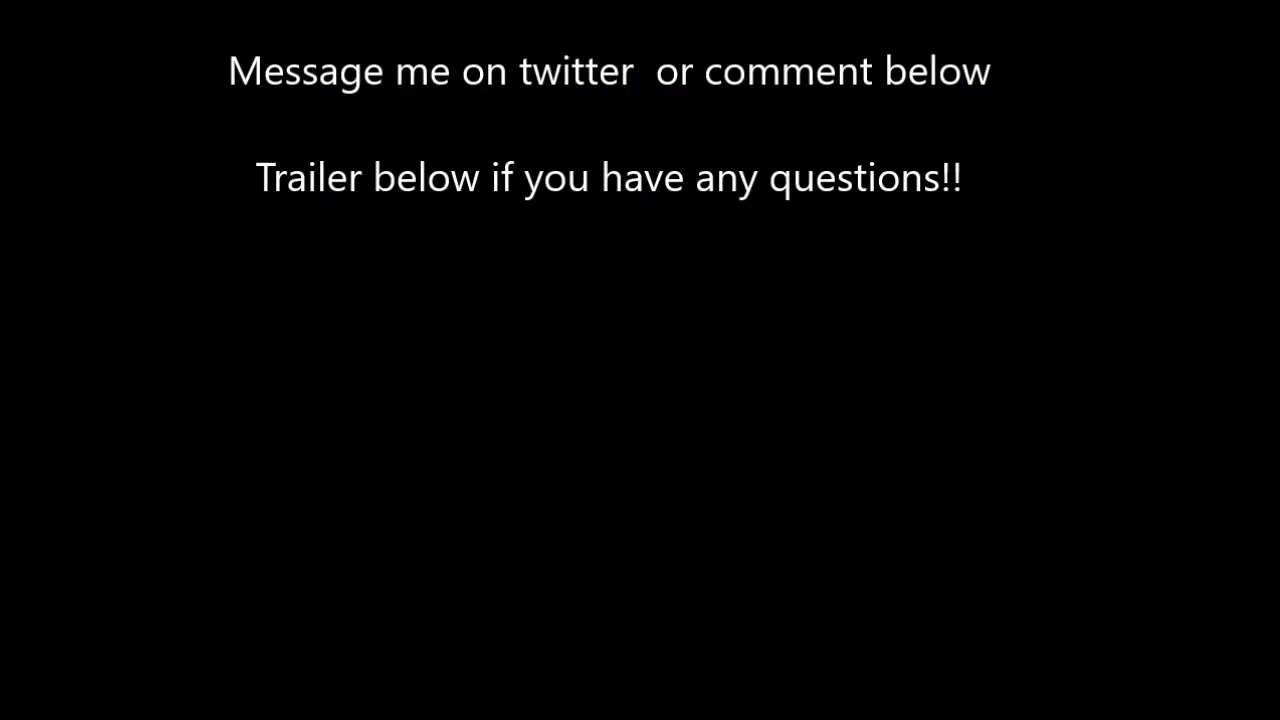 Message me on twitter  or comment below
Trailer below if you have any questions!!